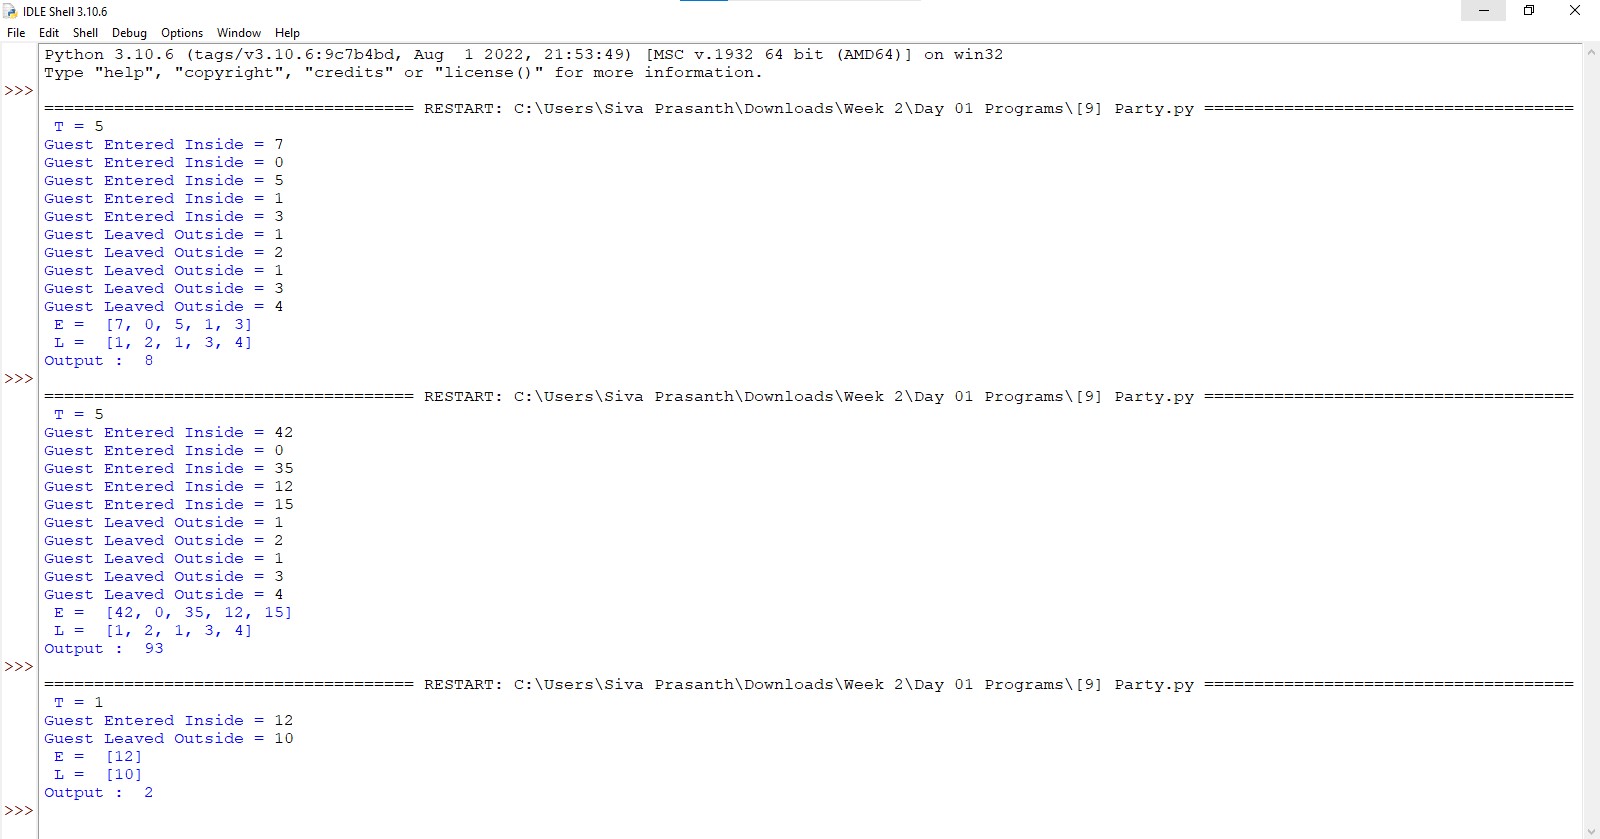 IDLE Shell 3.10.6
File Edit Shell Debug Options Window Help
Python 3.10.6 (tags/v3.10.6:9c7b4bd, Aug  1 2022, 21:53:49) [MSC v.1932 64 bit (AMD64)] on win32
Type "help", "copyright", "credits" or "license()" for more information.
>>>
===================================== RESTART: C:\Users\Siva Prasanth\Downloads\Week 2\Day 01 Programs\[9] Party.py =====================================
T = 5
Guest Entered Inside = 7
Guest Entered Inside = 0
Guest Entered Inside = 5
Guest Entered Inside = 1
Guest Entered Inside = 3
Guest Leaved Outside = 1
Guest Leaved Outside = 2
Guest Leaved Outside = 1
Guest Leaved Outside = 3
Guest Leaved Outside = 4
E =  [7, 0, 5, 1, 3]
L =  [1, 2, 1, 3, 4]
Output :  8
>>>
===================================== RESTART: C:\Users\Siva Prasanth\Downloads\Week 2\Day 01 Programs\[9] Party.py =====================================
T = 5
Guest Entered Inside = 42
Guest Entered Inside = 0
Guest Entered Inside = 35
Guest Entered Inside = 12
Guest Entered Inside = 15
Guest Leaved Outside = 1
Guest Leaved Outside = 2
Guest Leaved Outside = 1
Guest Leaved Outside = 3
Guest Leaved Outside = 4
E =  [42, 0, 35, 12, 15]
L =  [1, 2, 1, 3, 4]
Output :  93
>>>
===================================== RESTART: C:\Users\Siva Prasanth\Downloads\Week 2\Day 01 Programs\[9] Party.py =====================================
T = 1
Guest Entered Inside = 12
Guest Leaved Outside = 10
E =  [12]
L =  [10]
Output :  2
>>>